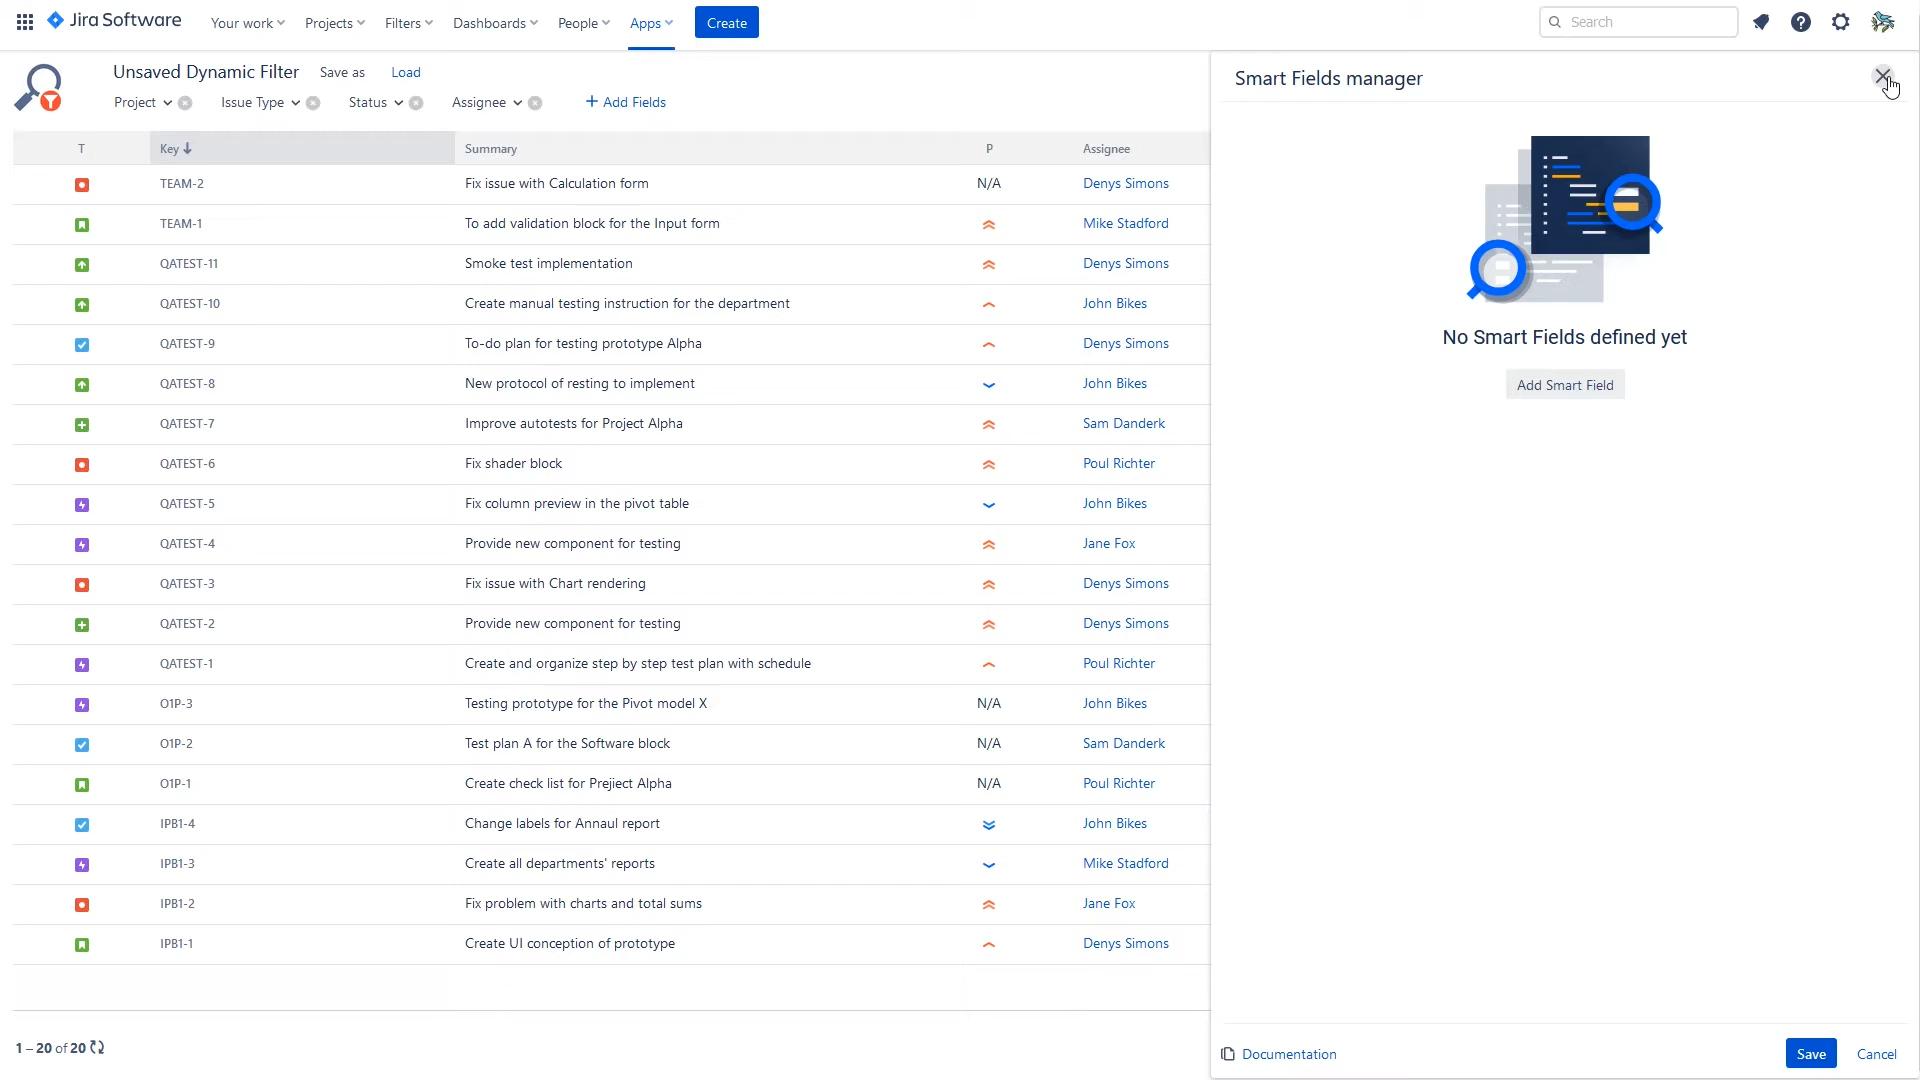 Jira Software Your work Projects Filters Dashboards People Apps Create Search
Unsaved Dynamic Filter Save as Load
Project Issue Type Status Assignee + Add Fields
T Key Summary P Assignee
TEAM-2 Fix issue with Calculation form N/A Denys Simons
TEAM-1 To add validation block for the Input form Mike Stadford
QATEST-11 Smoke test implementation Denys Simons
QATEST-10 Create manual testing instruction for the department John Bikes
QATEST-9 To-do plan for testing prototype Alpha Denys Simons
QATEST-8 New protocol of resting to implement John Bikes
QATEST-7 Improve autotests for Project Alpha Sam Danderk
QATEST-6 Fix shader block Poul Richter
QATEST-5 Fix column preview in the pivot table John Bikes
QATEST-4 Provide new component for testing Jane Fox
QATEST-3 Fix issue with Chart rendering Denys Simons
QATEST-2 Provide new component for testing Denys Simons
QATEST-1 Create and organize step by step test plan with schedule Poul Richter
O1P-3 Testing prototype for the Pivot model X N/A John Bikes
O1P-2 Test plan A for the Software block N/A Sam Danderk
O1P-1 Create check list for Preject Alpha N/A Poul Richter
IPB1-4 Change labels for Annaul report John Bikes
IPB1-3 Create all departments' reports Mike Stadford
IPB1-2 Fix problem with charts and total sums Jane Fox
IPB1-1 Create UI conception of prototype Denys Simons
1 – 20 of 20
Smart Fields manager
No Smart Fields defined yet
Add Smart Field
Documentation Save Cancel